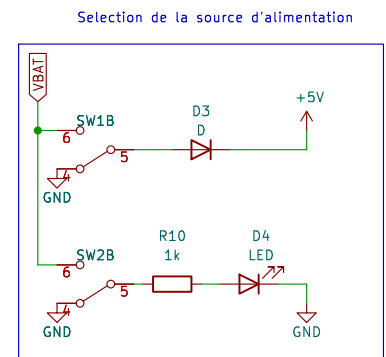 Selection de la source d'alimentation
VBAT
SW1B
6
5
4
GND
D3
D
+5V
SW2B
6
5
4
GND
R10
1k
D4
LED
GND